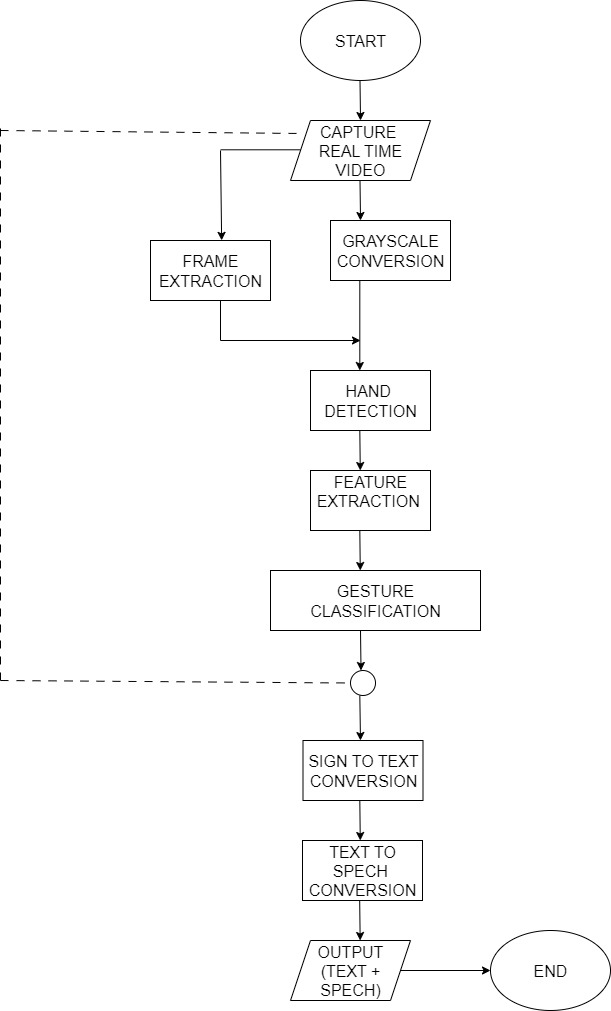 START
CAPTURE
REAL TIME
VIDEO
FRAME
EXTRACTION
GRAYSCALE
CONVERSION
HAND
DETECTION
FEATURE
EXTRACTION
GESTURE
CLASSIFICATION
SIGN TO TEXT
CONVERSION
TEXT TO
SPECH
CONVERSION
OUTPUT
(TEXT +
SPECH)
END